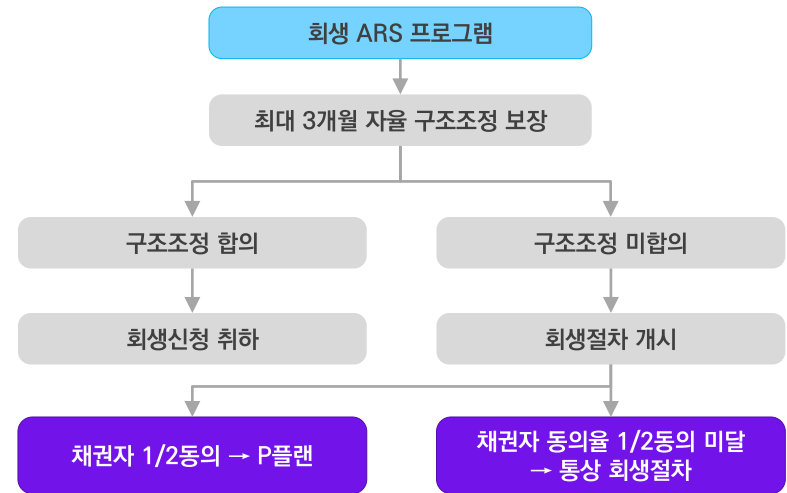 회생 ARS 프로그램
최대 3개월 자율 구조조정 보장
구조조정 합의
구조조정 미합의
회생신청 취하
회생절차 개시
채권자 1/2동의 → P플랜
채권자 동의율 1/2동의 미달
→ 통상 회생절차